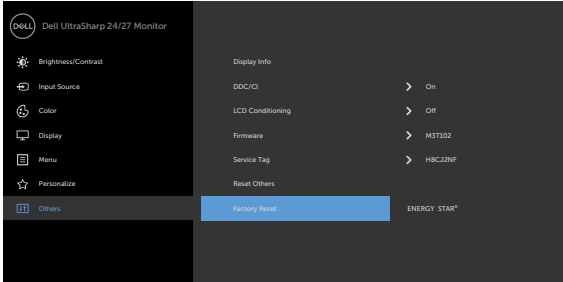 DELL Dell UltraSharp 24/27 Monitor
Brightness/Contrast Display Info
Input Source DDC/CI On
Color LCD Conditioning Off
Display Firmware M3T102
Menu Service Tag H8CJ2NF
Personalize Reset Others
Others Factory Reset ENERGY STAR®